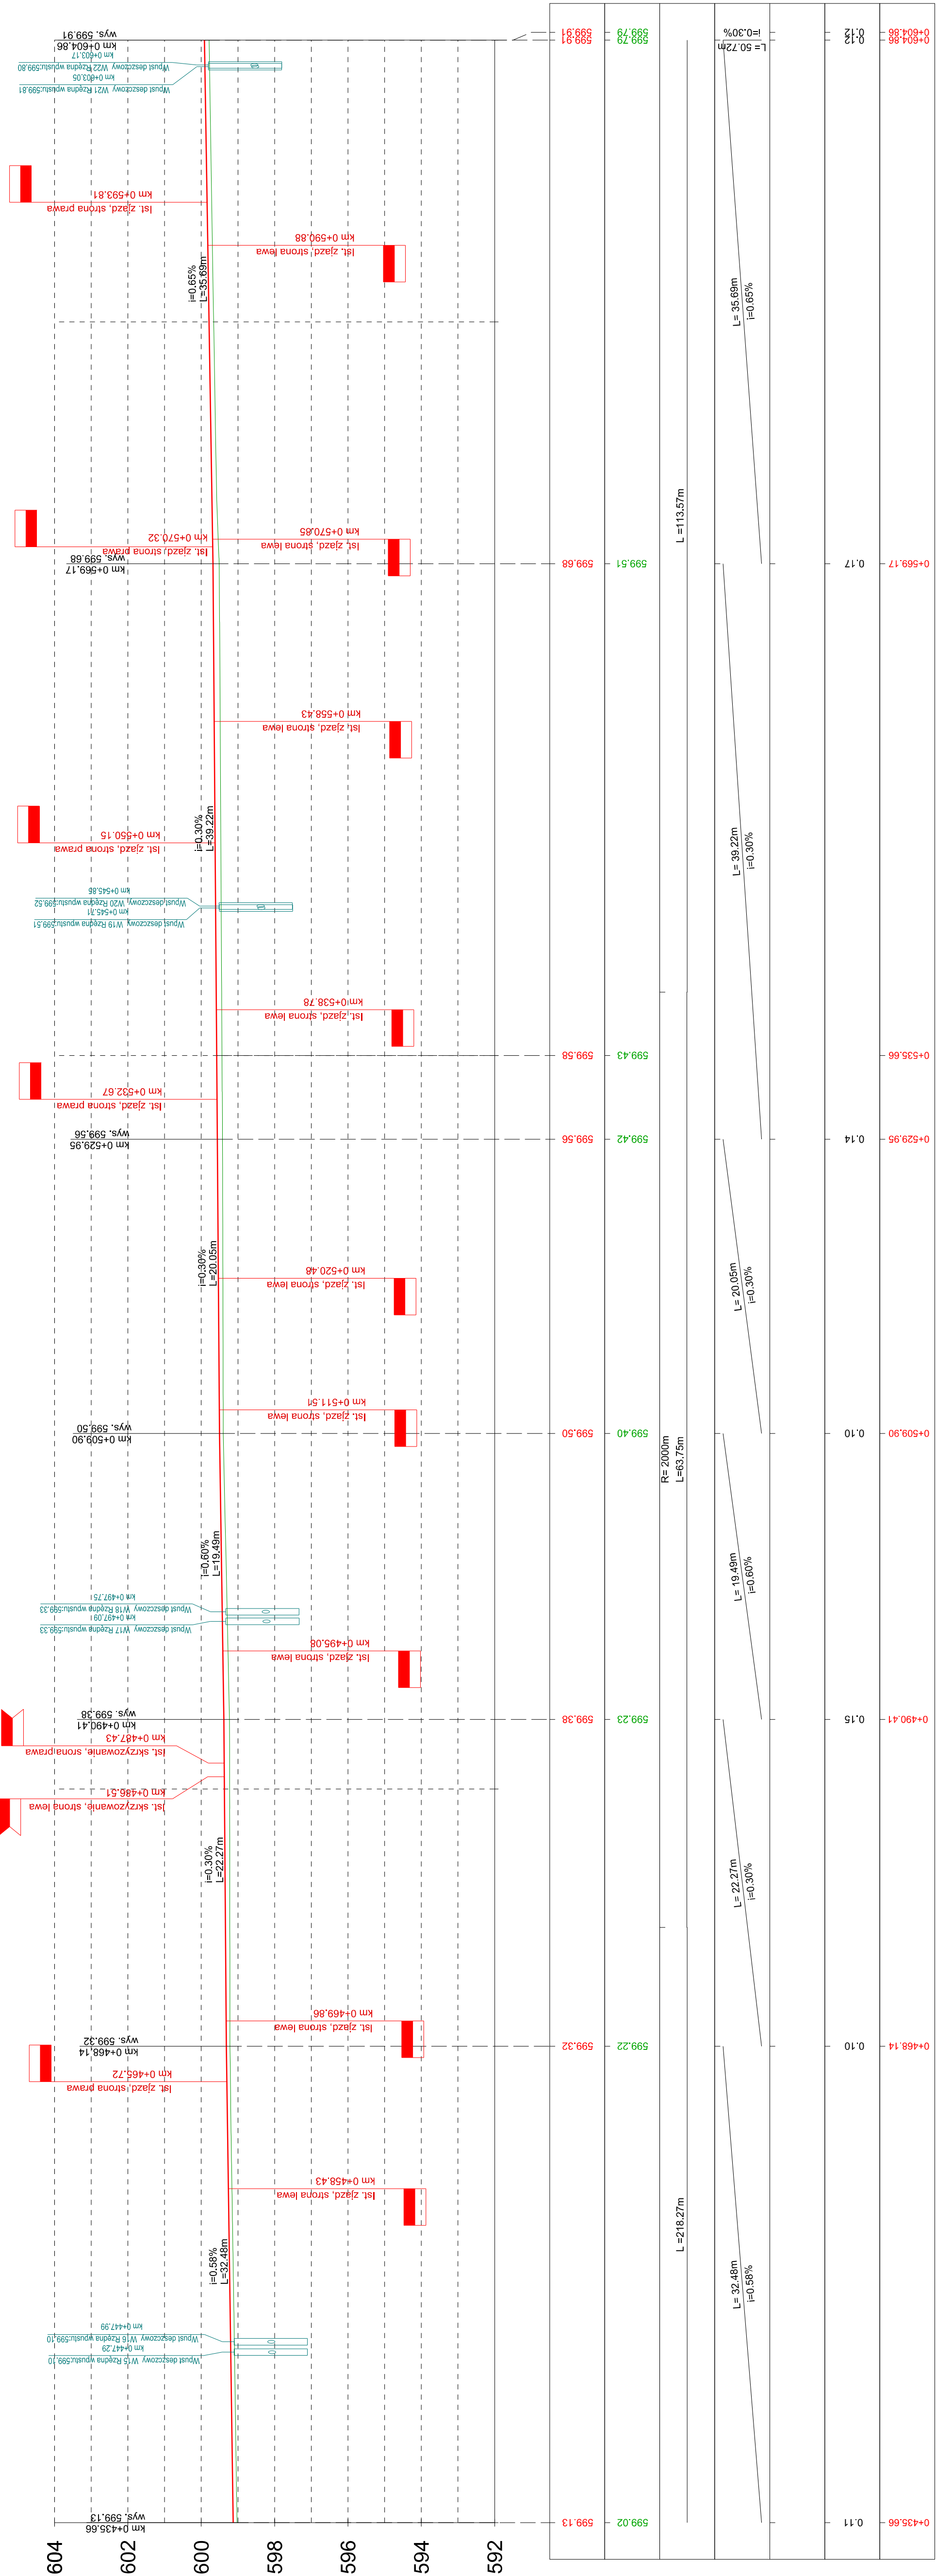 604
602
600
598
596
594
592
km 0+435.66
wys. 599.13
Wpust deszczowy W15 Rzędna wpustu:599.10
km 0+447.29
Wpust deszczowy W16 Rzędna wpustu:599.10
km 0+447.99
i=0.58%
L=32.48m
Ist. zjazd, strona lewa
km 0+458.43
Ist. zjazd, strona prawa
km 0+465.72
km 0+468.14
wys. 599.32
Ist. zjazd, strona lewa
km 0+469.86
i=0.30%
L=22.27m
ist. skrzyżowanie, strona lewa
km 0+486.51
ist. skrzyżowanie, srona prawa
km 0+487.43
km 0+490.41
wys. 599.38
Ist. zjazd, strona lewa
km 0+495.08
Wpust deszczowy W17 Rzędna wpustu:599.33
km 0+497.09
Wpust deszczowy W18 Rzędna wpustu:599.33
km 0+497.75
i=0.60%
L=19.49m
km 0+509.90
wys. 599.50
Ist. zjazd, strona lewa
km 0+511.51
Ist. zjazd, strona lewa
km 0+520.48
i=0.30%
L=20.05m
km 0+529.95
wys. 599.56
Ist. zjazd, strona prawa
km 0+532.67
Ist. zjazd, strona lewa
km 0+538.78
Wpust deszczowy W19 Rzędna wpustu:599.51
km 0+545.71
Wpust deszczowy W20 Rzędna wpustu:599.52
km 0+545.85
i=0.30%
L=39.22m
Ist. zjazd, strona prawa
km 0+550.15
Ist. zjazd, strona lewa
km 0+558.43
km 0+569.17
wys. 599.68
Ist. zjazd, strona prawa
km 0+570.32
Ist. zjazd, strona lewa
km 0+570.85
i=0.65%
L=35.69m
Ist. zjazd, strona lewa
km 0+590.88
Ist. zjazd, strona prawa
km 0+593.81
Wpust deszczowy W21 Rzędna wpustu:599.81
km 0+603.05
Wpust deszczowy W22 Rzędna wpustu:599.80
km 0+603.17
km 0+604.86
wys. 599.91
599.13
599.32
599.38
599.50
599.56
599.58
599.68
599.91
599.91
599.02
599.22
599.23
599.40
599.42
599.43
599.51
599.79
599.79
L =218.27m
R= 2000m
L=63.75m
L =113.57m
L= 32.48m
i=0.58%
L= 22.27m
i=0.30%
L= 19.49m
i=0.60%
L= 20.05m
i=0.30%
L= 39.22m
i=0.30%
L= 35.69m
i=0.65%
L= 50.72m
i=0.30%
0.11
0.10
0.15
0.10
0.14
0.17
0.12
0.12
0+435.66
0+468.14
0+490.41
0+509.90
0+529.95
0+535.66
0+569.17
0+604.86
0+604.86